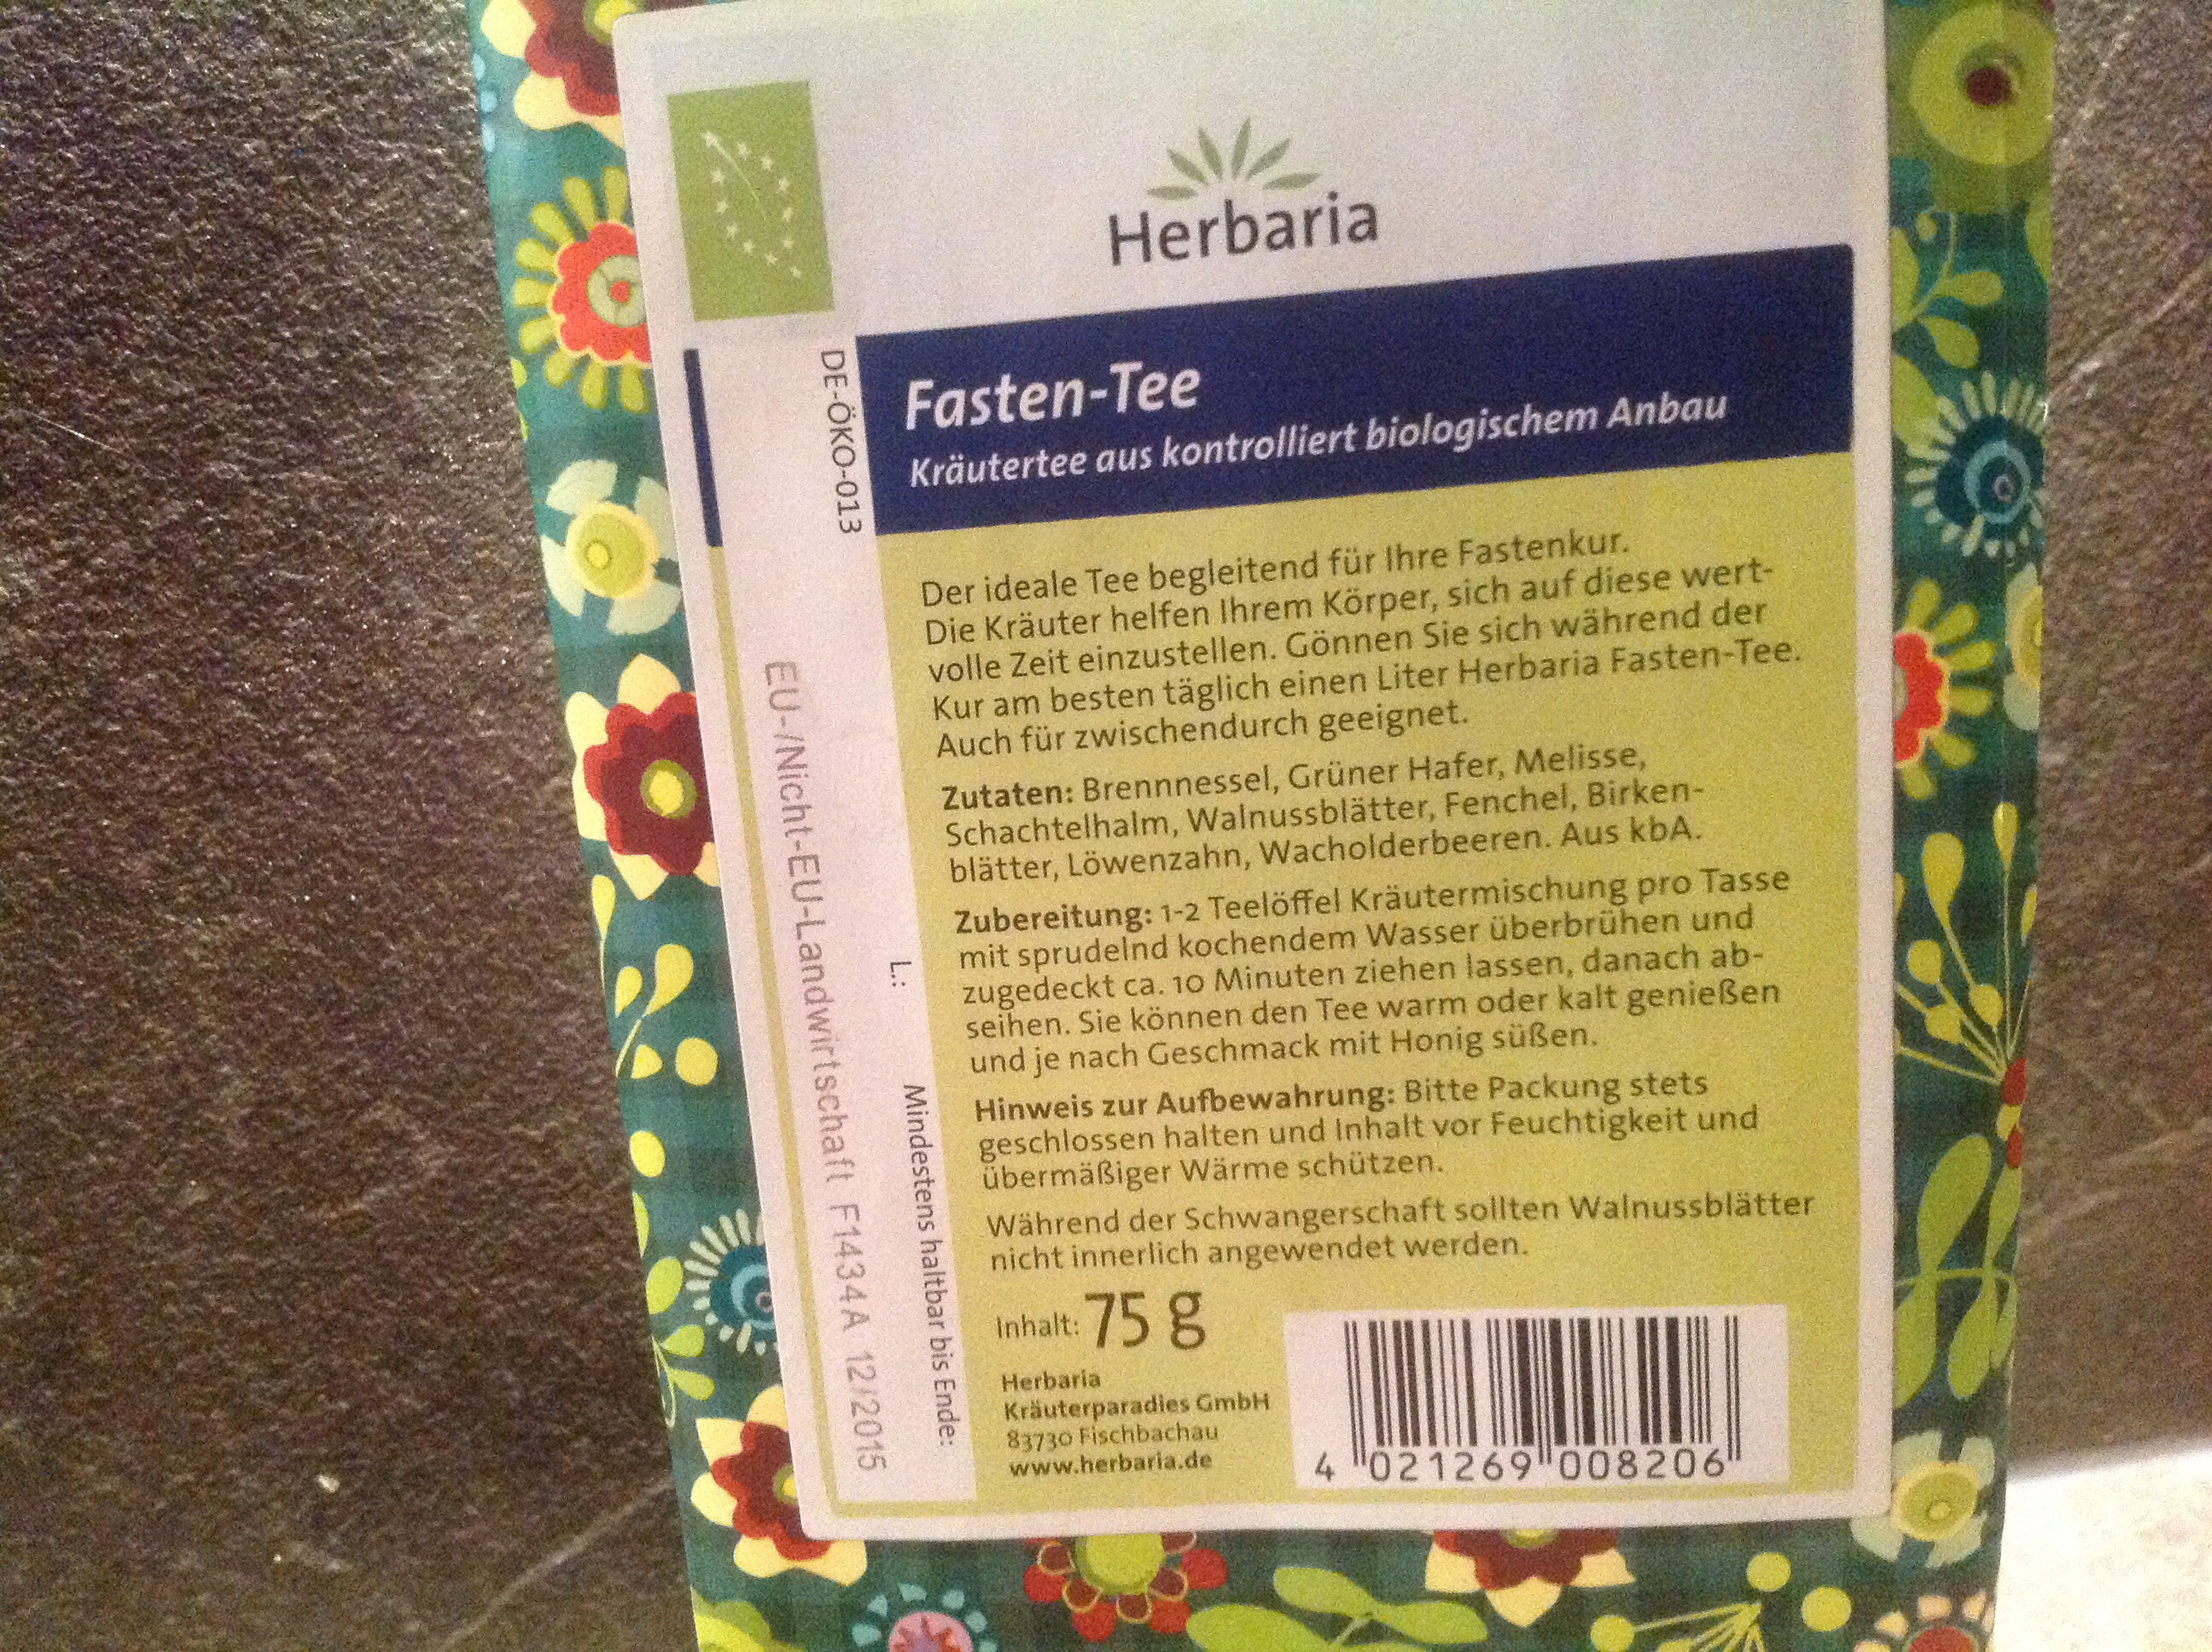 Herbaria
Fasten-Tee
Kräutertee aus kontrolliert biologischem Anbau
Der ideale Tee begleitend für Ihre Fastenkur.
Die Kräuter helfen Ihrem Körper, sich auf diese wert-
volle Zeit einzustellen. Gönnen Sie sich während der
Kur am besten täglich einen Liter Herbaria Fasten-Tee.
Auch für zwischendurch geeignet.
Zutaten: Brennnessel, Grüner Hafer, Melisse,
Schachtelhalm, Walnussblätter, Fenchel, Birken-
blätter, Löwenzahn, Wacholderbeeren. Aus kbA.
Zubereitung: 1-2 Teelöffel Kräutermischung pro Tasse
mit sprudelnd kochendem Wasser überbrühen und
zugedeckt ca. 10 Minuten ziehen lassen, danach ab-
seihen. Sie können den Tee warm oder kalt genießen
und je nach Geschmack mit Honig süßen.
Hinweis zur Aufbewahrung: Bitte Packung stets
geschlossen halten und Inhalt vor Feuchtigkeit und
übermäßiger Wärme schützen.
Während der Schwangerschaft sollten Walnussblätter
nicht innerlich angewendet werden.
Inhalt: 75 g
Herbaria
Kräuterparadies GmbH
83730 Fischbachau
www.herbaria.de
4 021269 008206
DE-ÖKO-013
L.: Mindestens haltbar bis Ende:
EU-/Nicht-EU-Landwirtschaft F1434A 12/2015